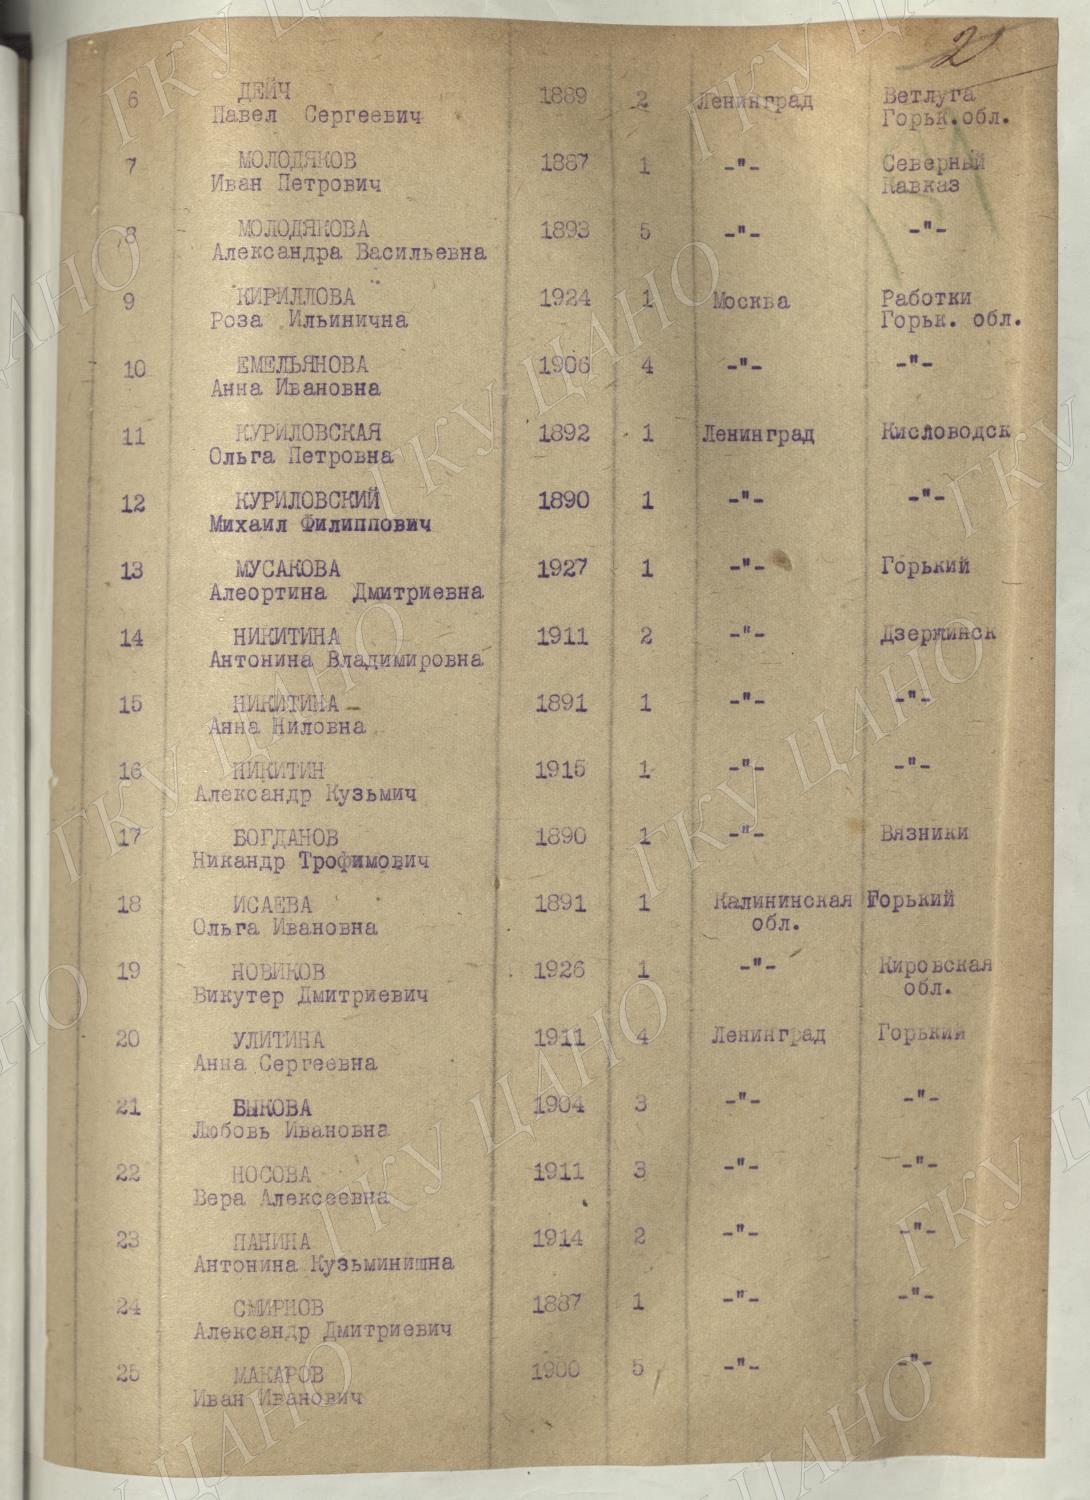 2
6 ДЕЙЧ 1889 2 Ленинград Ветлуга
Павел Сергеевич Горьк.обл.
7 МОЛОДЯКОВ 1887 1 -"- Северный
Иван Петрович Кавказ
8 МОЛОДЯКОВА 1893 5 -"- -"-
Александра Васильевна
9 КИРИЛЛОВА 1924 1 Москва Работки
Роза Ильинична Горьк. обл.
10 ЕМЕЛЬЯНОВА 1906 4 -"- -"-
Анна Ивановна
11 КУРИЛОВСКАЯ 1892 1 Ленинград Кисловодск
Ольга Петровна
12 КУРИЛОВСКИЙ 1890 1 -"- -"-
Михаил Филиппович
13 МУСАКОВА 1927 1 -"- Горький
Алеортина Дмитриевна
14 НИКИТИНА 1911 2 -"- Дзержинск
Антонина Владимировна
15 НИКИТИНА 1891 1 -"- -"-
Анна Ниловна
16 НИКИТИН 1915 1 -"- -"-
Александр Кузьмич
17 БОГДАНОВ 1890 1 -"- Вязники
Никандр Трофимович
18 ИСАЕВА 1891 1 Калининская Горький
Ольга Ивановна обл.
19 НОВИКОВ 1926 1 -"- Кировская
Викутер Дмитриевич обл.
20 УЛИТИНА 1911 4 Ленинград Горький
Анна Сергеевна
21 БЫКОВА 1904 3 -"- -"-
Любовь Ивановна
22 НОСОВА 1911 3 -"- -"-
Вера Алексеевна
23 ПАНИНА 1914 2 -"- -"-
Антонина Кузьминишна
24 СМИРНОВ 1887 1 -"- -"-
Александр Дмитриевич
25 МАКАРОВ 1900 5 -"- -"-
Иван Иванович
ГКУ ЦАНО